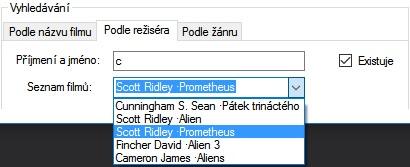 Vyhledávání
Podle názvu filmu Podle režiséra Podle žánru
Příjmení a jméno: c Existuje
Seznam filmů: Scott Ridley ·Prometheus
Cunningham S. Sean ·Pátek trináctého
Scott Ridley ·Alien
Scott Ridley ·Prometheus
Fincher David ·Alien 3
Cameron James ·Aliens